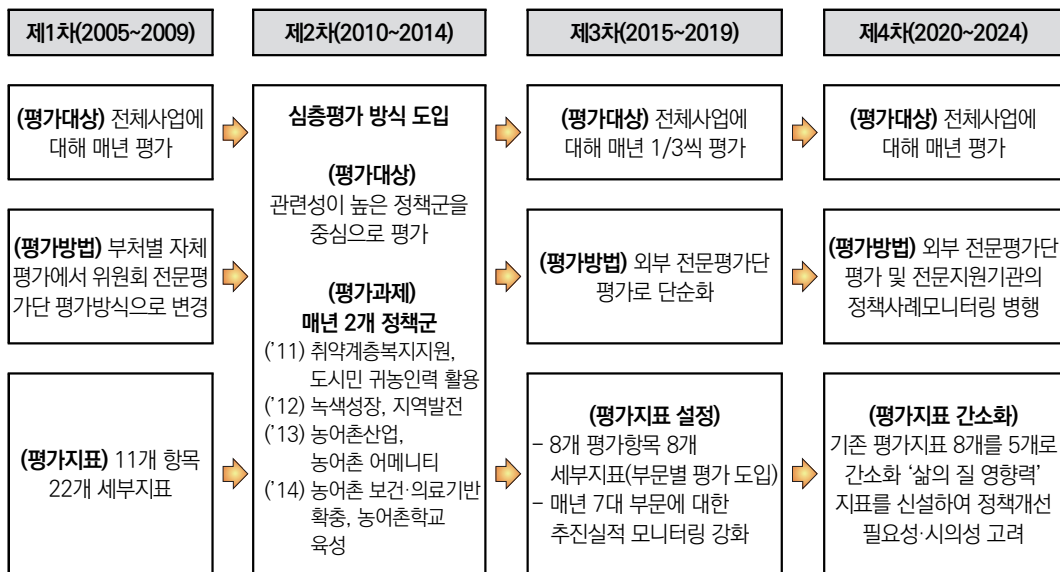 제1차(2005~2009)
제2차(2010~2014)
제3차(2015~2019)
제4차(2020~2024)
(평가대상) 전체사업에
대해 매년 평가
(평가방법) 부처별 자체
평가에서 위원회 전문평
가단 평가방식으로 변경
(평가지표) 11개 항목
22개 세부지표
심층평가 방식 도입
(평가대상)
관련성이 높은 정책군을
중심으로 평가
(평가과제)
매년 2개 정책군
('11) 취약계층복지지원,
도시민 귀농인력 활용
('12) 녹색성장, 지역발전
('13) 농어촌산업,
농어촌 어메니티
('14) 농어촌 보건·의료기반
확충, 농어촌학교
육성
(평가대상) 전체사업에
대해 매년 1/3씩 평가
(평가방법) 외부 전문평가단
평가로 단순화
(평가지표 설정)
- 8개 평가항목 8개
세부지표(부문별 평가 도입)
- 매년 7대 부문에 대한
추진실적 모니터링 강화
(평가대상) 전체사업에
대해 매년 평가
(평가방법) 외부 전문평가단
평가 및 전문지원기관의
정책사례모니터링 병행
(평가지표 간소화)
기존 평가지표 8개를 5개로
간소화 '삶의 질 영향력'
지표를 신설하여 정책개선
필요성·시의성 고려